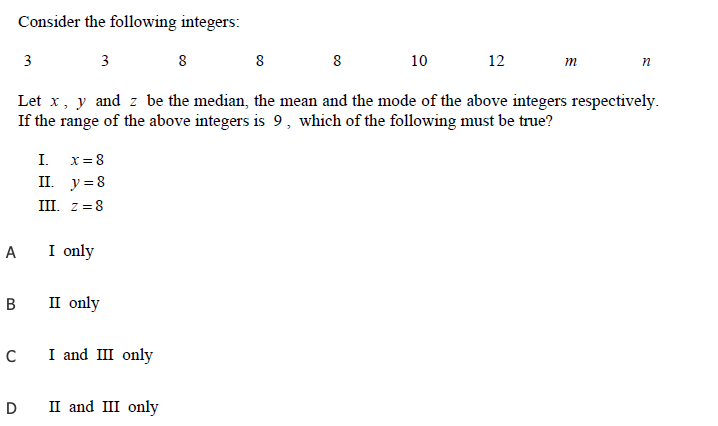 Consider the following integers:
3 3 8 8 8 10 12 m n
Let x , y and z be the median, the mean and the mode of the above integers respectively.
If the range of the above integers is 9 , which of the following must be true?
I. x = 8
II. y = 8
III. z = 8
A I only
B II only
C I and III only
D II and III only